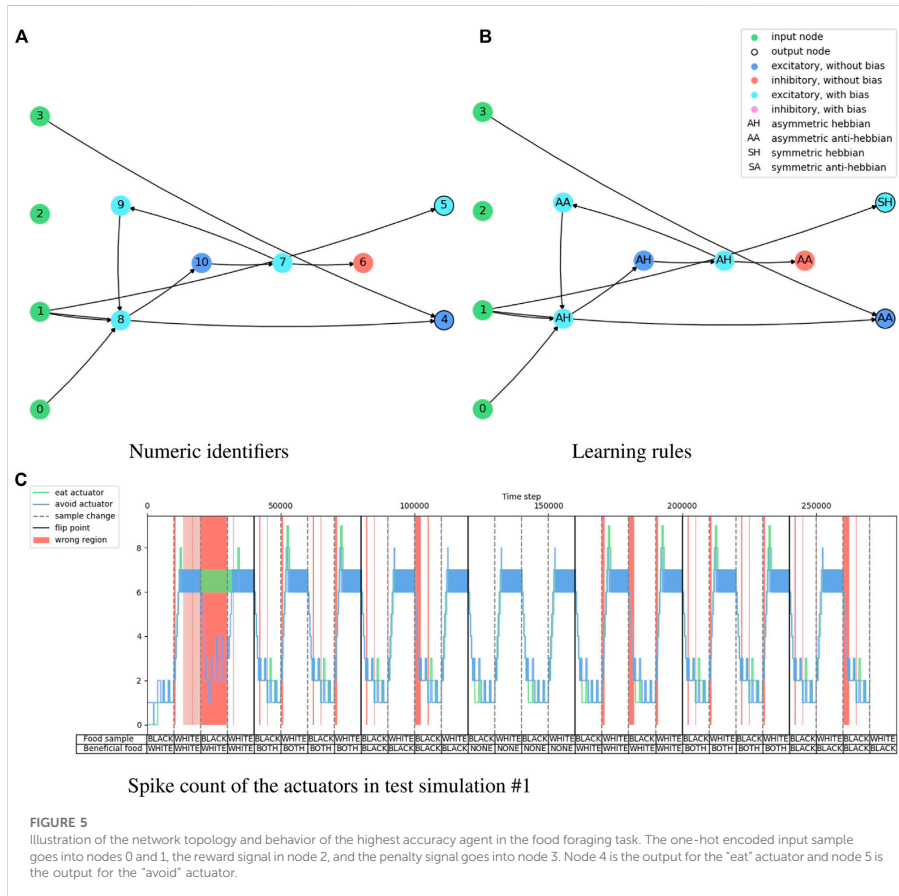 A
3
2
9
5
10
7
6
1
8
4
0
Numeric identifiers
B
input node
output node
excitatory, without bias
inhibitory, without bias
excitatory, with bias
inhibitory, with bias
AH asymmetric hebbian
AA asymmetric anti-hebbian
SH symmetric hebbian
SA symmetric anti-hebbian
3
2
AA
SH
AH
AH
AA
1
AH
AA
0
Learning rules
C
eat actuator
avoid actuator
sample change
flip point
wrong region
Time step
0 50000 100000 150000 200000 250000
8
6
4
2
0
Food sample BLACK WHITE BLACK WHITE BLACK WHITE BLACK WHITE BLACK WHITE BLACK WHITE BLACK WHITE BLACK WHITE BLACK WHITE BLACK WHITE BLACK WHITE BLACK WHITE BLACK WHITE BLACK WHITE
Beneficial food WHITE WHITE WHITE WHITE BOTH BOTH BOTH BOTH BLACK BLACK BLACK BLACK NONE NONE NONE NONE WHITE WHITE WHITE WHITE BOTH BOTH BOTH BOTH BLACK BLACK BLACK BLACK
Spike count of the actuators in test simulation #1
FIGURE 5
Illustration of the network topology and behavior of the highest accuracy agent in the food foraging task. The one-hot encoded input sample
goes into nodes 0 and 1, the reward signal in node 2, and the penalty signal goes into node 3. Node 4 is the output for the "eat" actuator and node 5 is
the output for the "avoid" actuator.